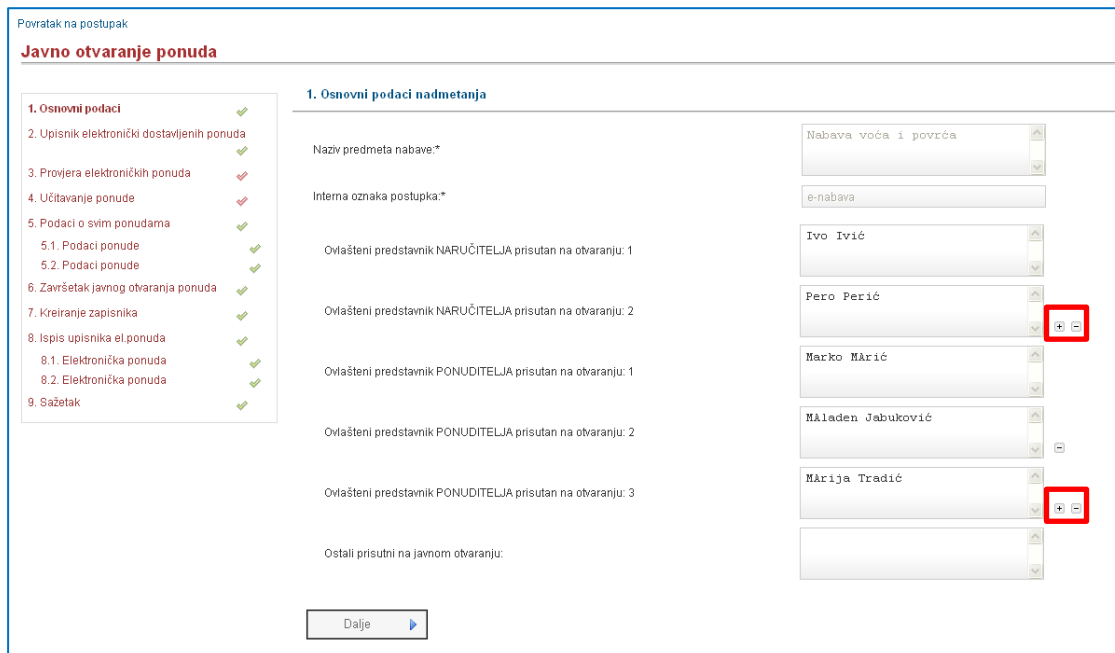 Povratak na postupak
Javno otvaranje ponuda
1. Osnovni podaci
2. Upisnik elektronički dostavljenih ponuda
3. Provjera elektroničkih ponuda
4. Učitavanje ponude
5. Podaci o svim ponudama
5.1. Podaci ponude
5.2. Podaci ponude
6. Završetak javnog otvaranja ponuda
7. Kreiranje zapisnika
8. Ispis upisnika el.ponuda
8.1. Elektronička ponuda
8.2. Elektronička ponuda
9. Sažetak
1. Osnovni podaci nadmetanja
Naziv predmeta nabave:*
Nabava voća i povrća
Interna oznaka postupka:*
e-nabava
Ovlašteni predstavnik NARUČITELJA prisutan na otvaranju: 1
Ivo Ivić
Ovlašteni predstavnik NARUČITELJA prisutan na otvaranju: 2
Pero Perić
Ovlašteni predstavnik PONUDITELJA prisutan na otvaranju: 1
Marko MArić
Ovlašteni predstavnik PONUDITELJA prisutan na otvaranju: 2
MAladen Jabuković
Ovlašteni predstavnik PONUDITELJA prisutan na otvaranju: 3
MArija Tradić
Ostali prisutni na javnom otvaranju:
Dalje